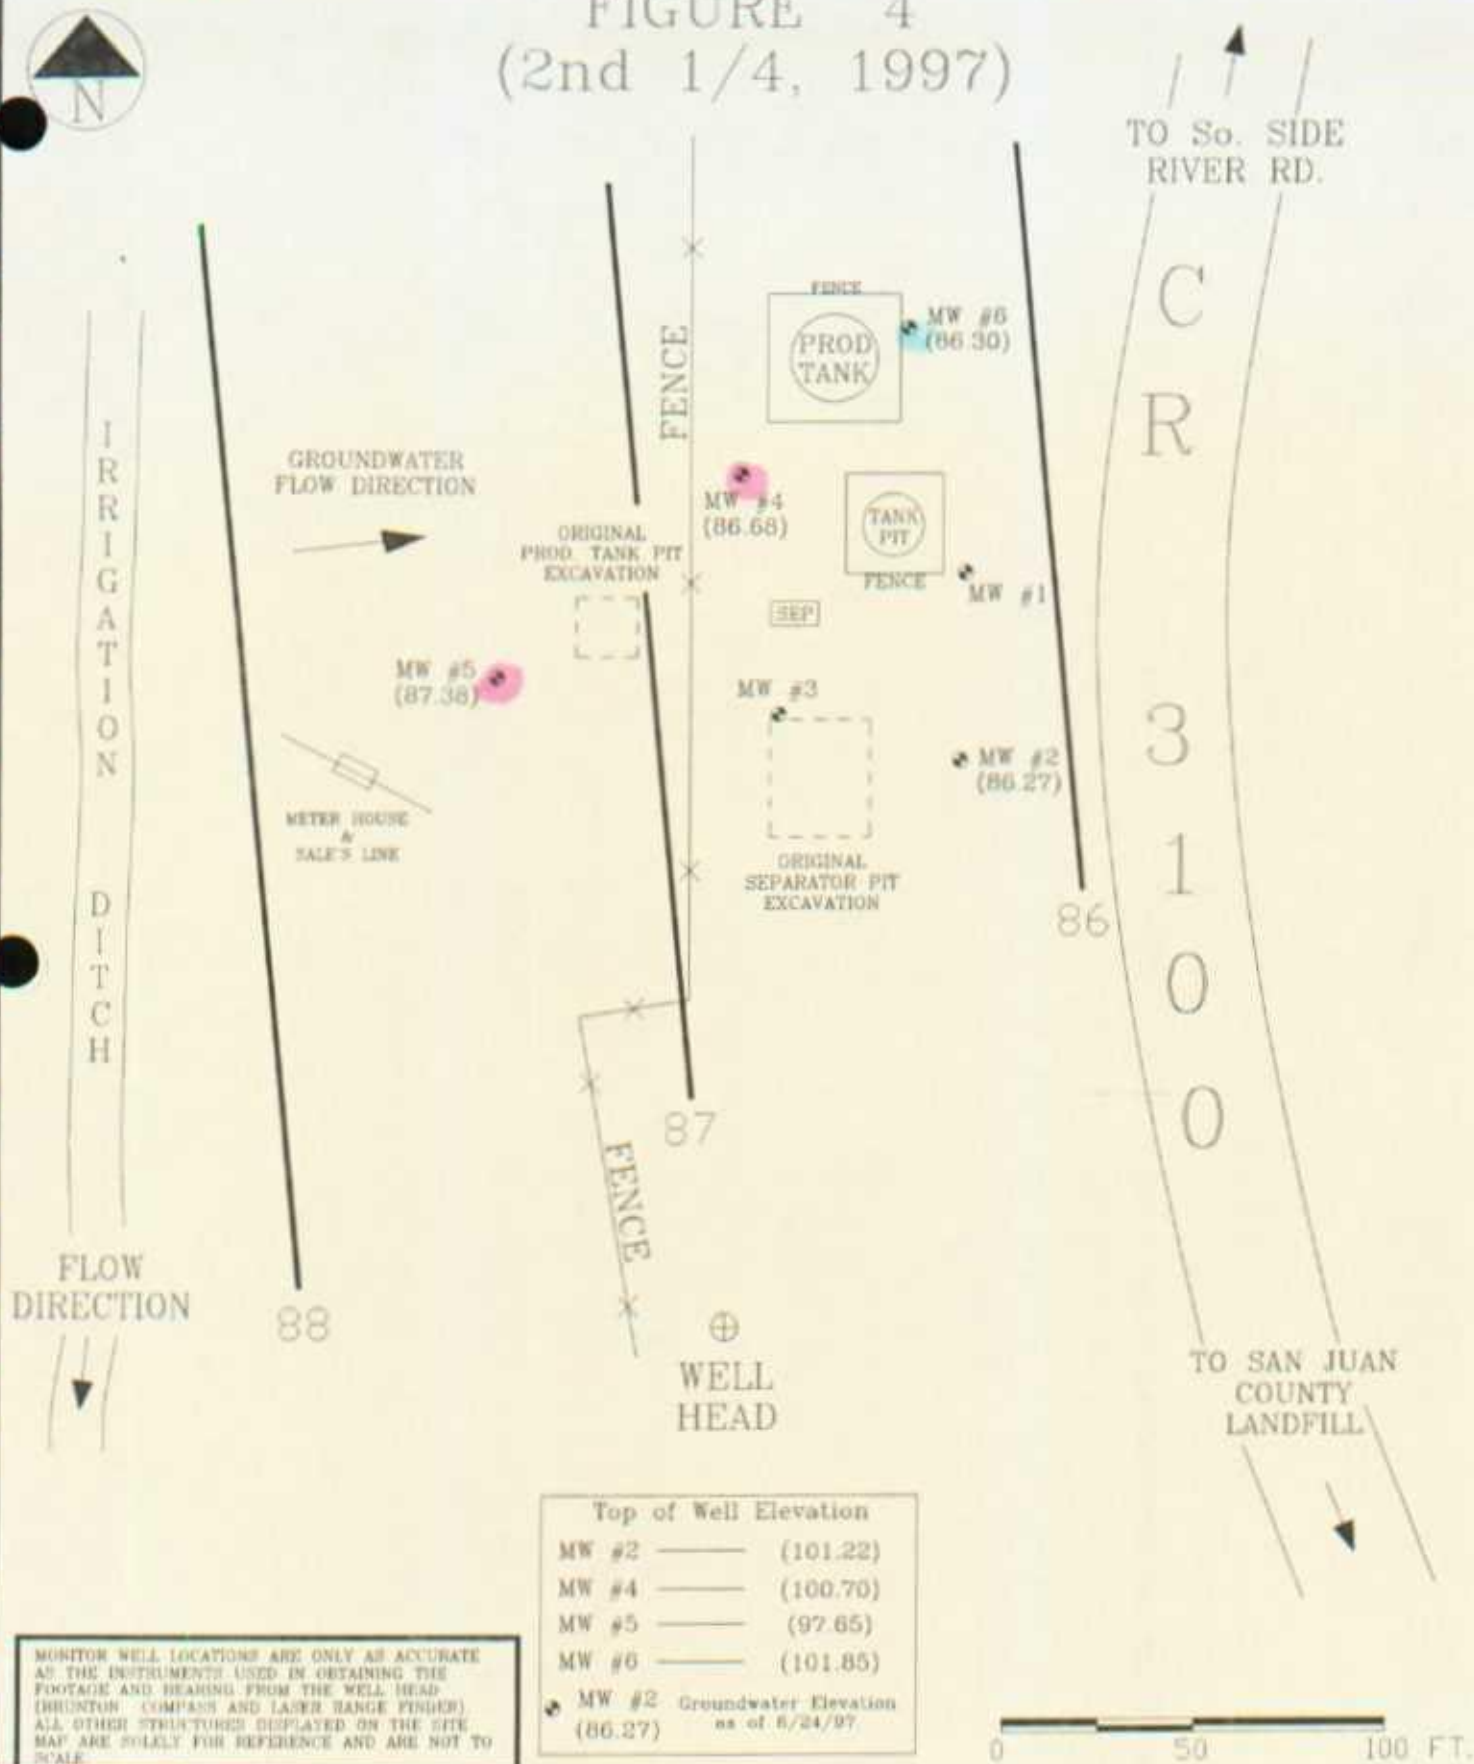 FIGURE 4
(2nd 1/4, 1997)
N
TO So. SIDE
RIVER RD.
FENCE
PROD
TANK
MW #6
(86.30)
FENCE
C
R
3
1
0
0
IRRIGATION DITCH
GROUNDWATER
FLOW DIRECTION
MW #4
(86.68)
TANK
PIT
FENCE
ORIGINAL
PROD. TANK PIT
EXCAVATION
MW #1
SEP
MW #5
(87.38)
MW #3
MW #2
(86.27)
METER HOUSE
&
SALE'S LINE
ORIGINAL
SEPARATOR PIT
EXCAVATION
86
87
FENCE
FLOW
DIRECTION
88
WELL
HEAD
TO SAN JUAN
COUNTY
LANDFILL
Top of Well Elevation
MW #2 (101.22)
MW #4 (100.70)
MW #5 (97.65)
MW #6 (101.85)
MW #2 Groundwater Elevation
(86.27) as of 6/24/97
MONITOR WELL LOCATIONS ARE ONLY AS ACCURATE
AS THE INSTRUMENTS USED IN OBTAINING THE
FOOTAGE AND BEARING FROM THE WELL HEAD
(BRUNTON COMPASS AND LASER RANGE FINDER).
ALL OTHER STRUCTURES DISPLAYED ON THE SITE
MAP ARE SOLELY FOR REFERENCE AND ARE NOT TO
SCALE.
0 50 100 FT